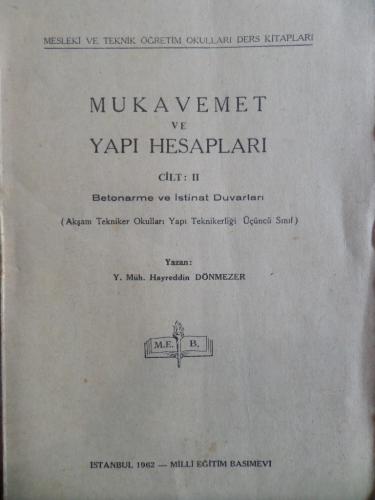 MESLEKİ VE TEKNİK ÖĞRETİM OKULLARI DERS KİTAPLARI
MUKAVEMET
VE
YAPI HESAPLARI
CİLT: II
Betonarme ve İstinat Duvarları
(Akşam Tekniker Okulları Yapı Teknikerliği Üçüncü Sınıf)
Yazan:
Y. Müh. Hayreddin DÖNMEZER
M.E. B.
İSTANBUL 1962 — MİLLÎ EĞİTİM BASIMEVİ